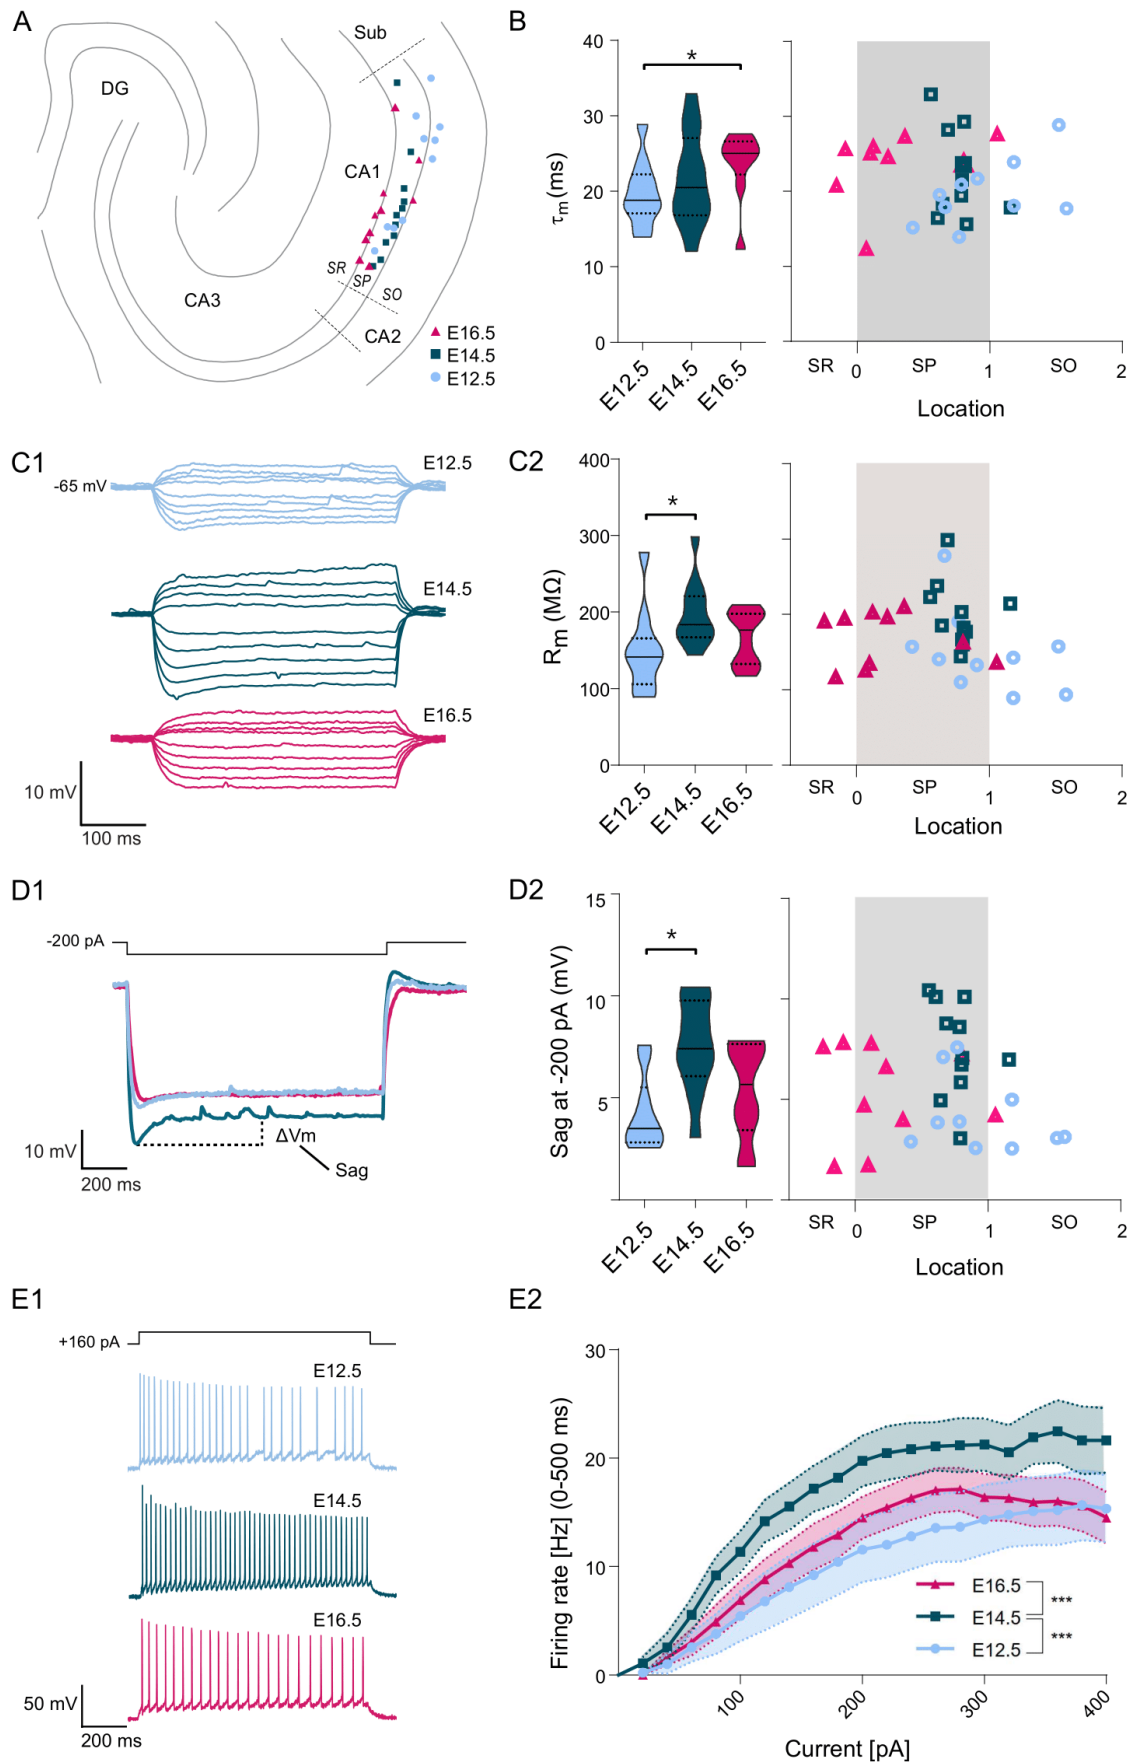 A
Sub
DG
CA1
CA3
SR
SP
SO
CA2
E16.5
E14.5
E12.5
B
τm (ms)
40
30
20
10
0
E12.5
E14.5
E16.5
*
SR
0
SP
1
SO
2
Location
C1
-65 mV
E12.5
E14.5
E16.5
10 mV
100 ms
C2
Rm (MΩ)
400
300
200
100
0
E12.5
E14.5
E16.5
*
SR
0
SP
1
SO
2
Location
D1
-200 pA
ΔVm
Sag
10 mV
200 ms
D2
Sag at -200 pA (mV)
15
10
5
E12.5
E14.5
E16.5
*
SR
0
SP
1
SO
2
Location
E1
+160 pA
E12.5
E14.5
E16.5
50 mV
200 ms
E2
Firing rate [Hz] (0-500 ms)
30
20
10
0
100
200
300
400
E16.5
E14.5
E12.5
***
***
Current [pA]